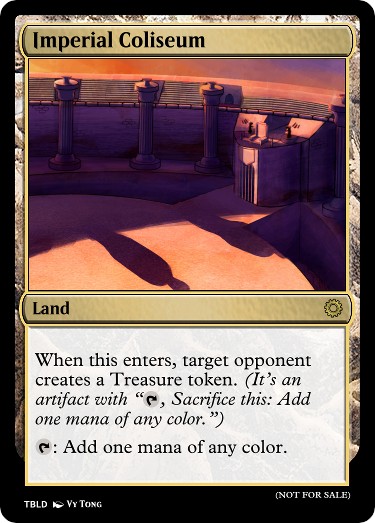 Imperial Coliseum
Land
When this enters, target opponent
creates a Treasure token. (It's an
artifact with “, Sacrifice this: Add
one mana of any color.”)
: Add one mana of any color.
TBLD Vy Tong
(NOT FOR SALE)